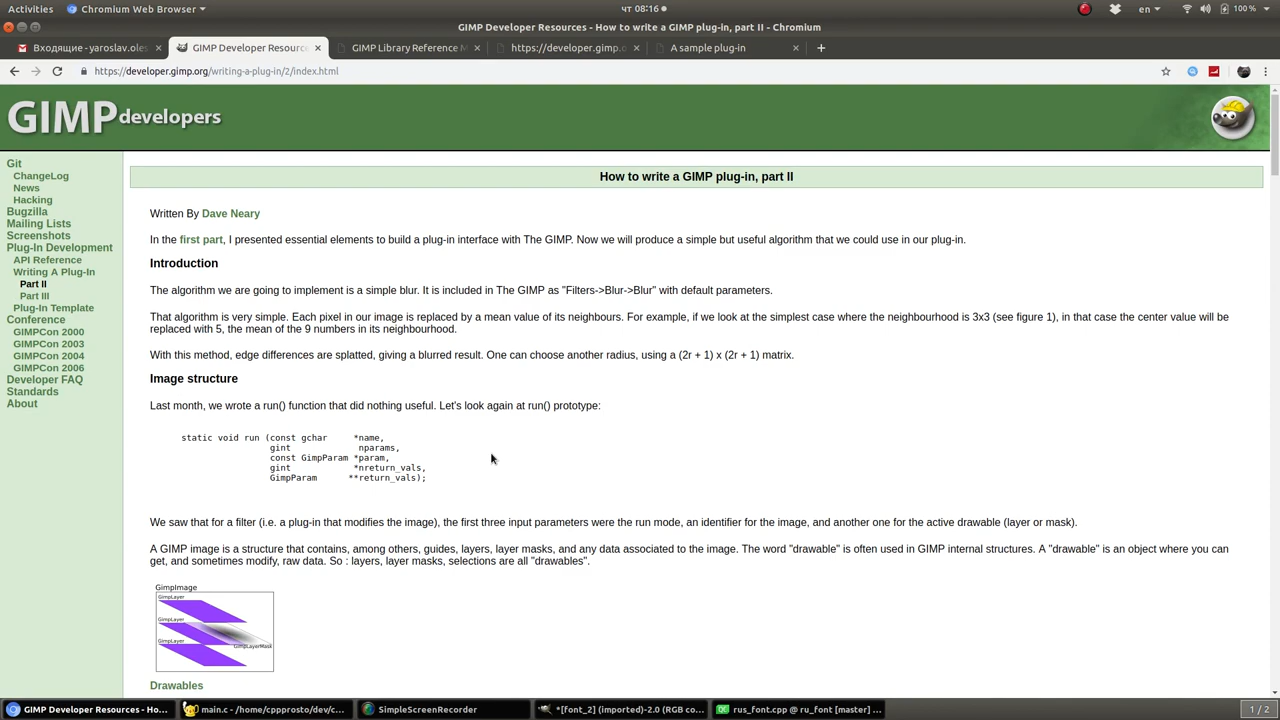 Activities
Chromium Web Browser
чт 08:16
en
100 %
GIMP Developer Resources - How to write a GIMP plug-in, part II - Chromium
Входящие - yaroslav.oles
GIMP Developer Resourc
GIMP Library Reference M
https://developer.gimp.o
A sample plug-in
https://developer.gimp.org/writing-a-plug-in/2/index.html
GIMP developers
Git
ChangeLog
News
Hacking
Bugzilla
Mailing Lists
Screenshots
Plug-In Development
API Reference
Writing A Plug-In
Part II
Part III
Plug-In Template
Conference
GIMPCon 2000
GIMPCon 2003
GIMPCon 2004
GIMPCon 2006
Developer FAQ
Standards
About
How to write a GIMP plug-in, part II
Written By Dave Neary
In the first part, I presented essential elements to build a plug-in interface with The GIMP. Now we will produce a simple but useful algorithm that we could use in our plug-in.
Introduction
The algorithm we are going to implement is a simple blur. It is included in The GIMP as "Filters->Blur->Blur" with default parameters.
That algorithm is very simple. Each pixel in our image is replaced by a mean value of its neighbours. For example, if we look at the simplest case where the neighbourhood is 3x3 (see figure 1), in that case the center value will be
replaced with 5, the mean of the 9 numbers in its neighbourhood.
With this method, edge differences are splatted, giving a blurred result. One can choose another radius, using a (2r + 1) x (2r + 1) matrix.
Image structure
Last month, we wrote a run() function that did nothing useful. Let's look again at run() prototype:
static void run (const gchar *name,
gint nparams,
const GimpParam *param,
gint *nreturn_vals,
GimpParam **return_vals);
We saw that for a filter (i.e. a plug-in that modifies the image), the first three input parameters were the run mode, an identifier for the image, and another one for the active drawable (layer or mask).
A GIMP image is a structure that contains, among others, guides, layers, layer masks, and any data associated to the image. The word "drawable" is often used in GIMP internal structures. A "drawable" is an object where you can
get, and sometimes modify, raw data. So : layers, layer masks, selections are all "drawables".
GimpImage
GimpLayer
GimpLayer
GimpLayer
GimpLayerMask
Drawables
GIMP Developer Resources - Ho...
main.c - /home/cppprosto/dev/c...
SimpleScreenRecorder
*[font_2] (imported)-2.0 (RGB co...
rus_font.cpp @ ru_font [master] ...
1 / 2